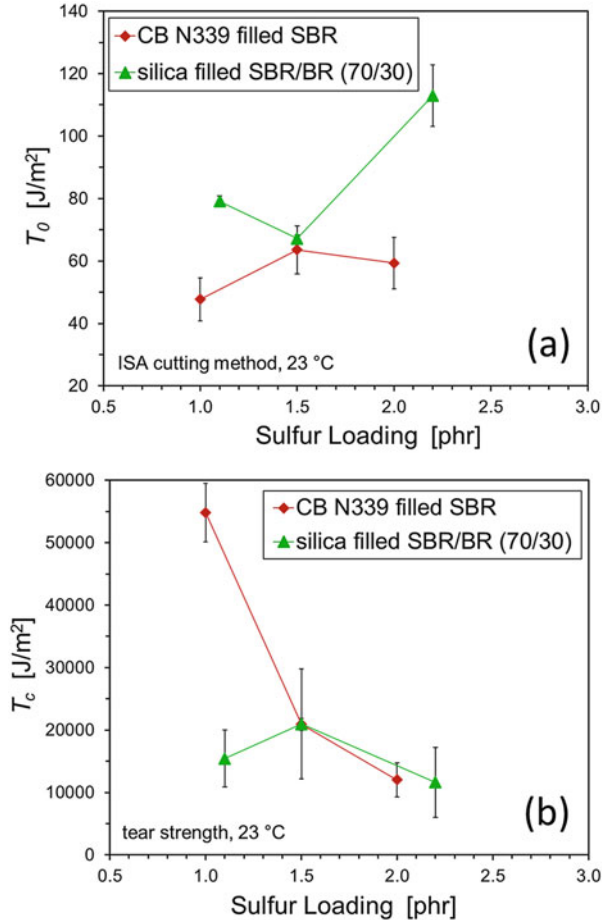 140
120
100
80
60
40
20
T0 [J/m²]
CB N339 filled SBR
silica filled SBR/BR (70/30)
ISA cutting method, 23 °C
(a)
0.5 1.0 1.5 2.0 2.5 3.0
Sulfur Loading [phr]
60000
50000
40000
30000
20000
10000
0
Tc [J/m²]
CB N339 filled SBR
silica filled SBR/BR (70/30)
tear strength, 23 °C
(b)
0.5 1.0 1.5 2.0 2.5 3.0
Sulfur Loading [phr]